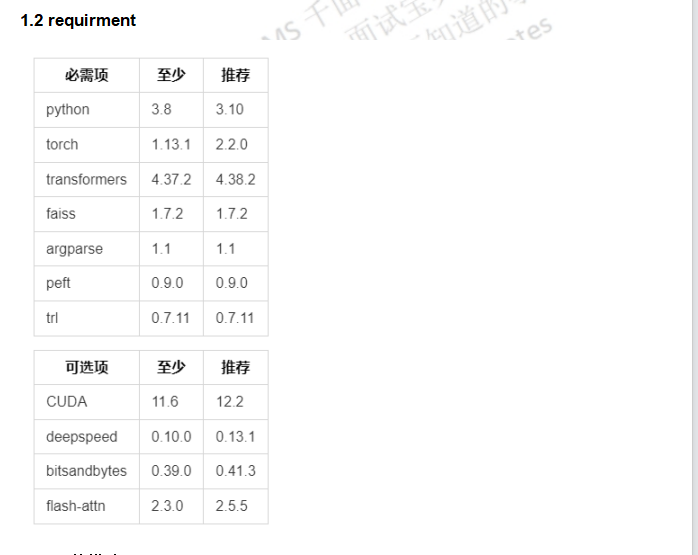 1.2 requirment
必需项 至少 推荐
python 3.8 3.10
torch 1.13.1 2.2.0
transformers 4.37.2 4.38.2
faiss 1.7.2 1.7.2
argparse 1.1 1.1
peft 0.9.0 0.9.0
trl 0.7.11 0.7.11
可选项 至少 推荐
CUDA 11.6 12.2
deepspeed 0.10.0 0.13.1
bitsandbytes 0.39.0 0.41.3
flash-attn 2.3.0 2.5.5